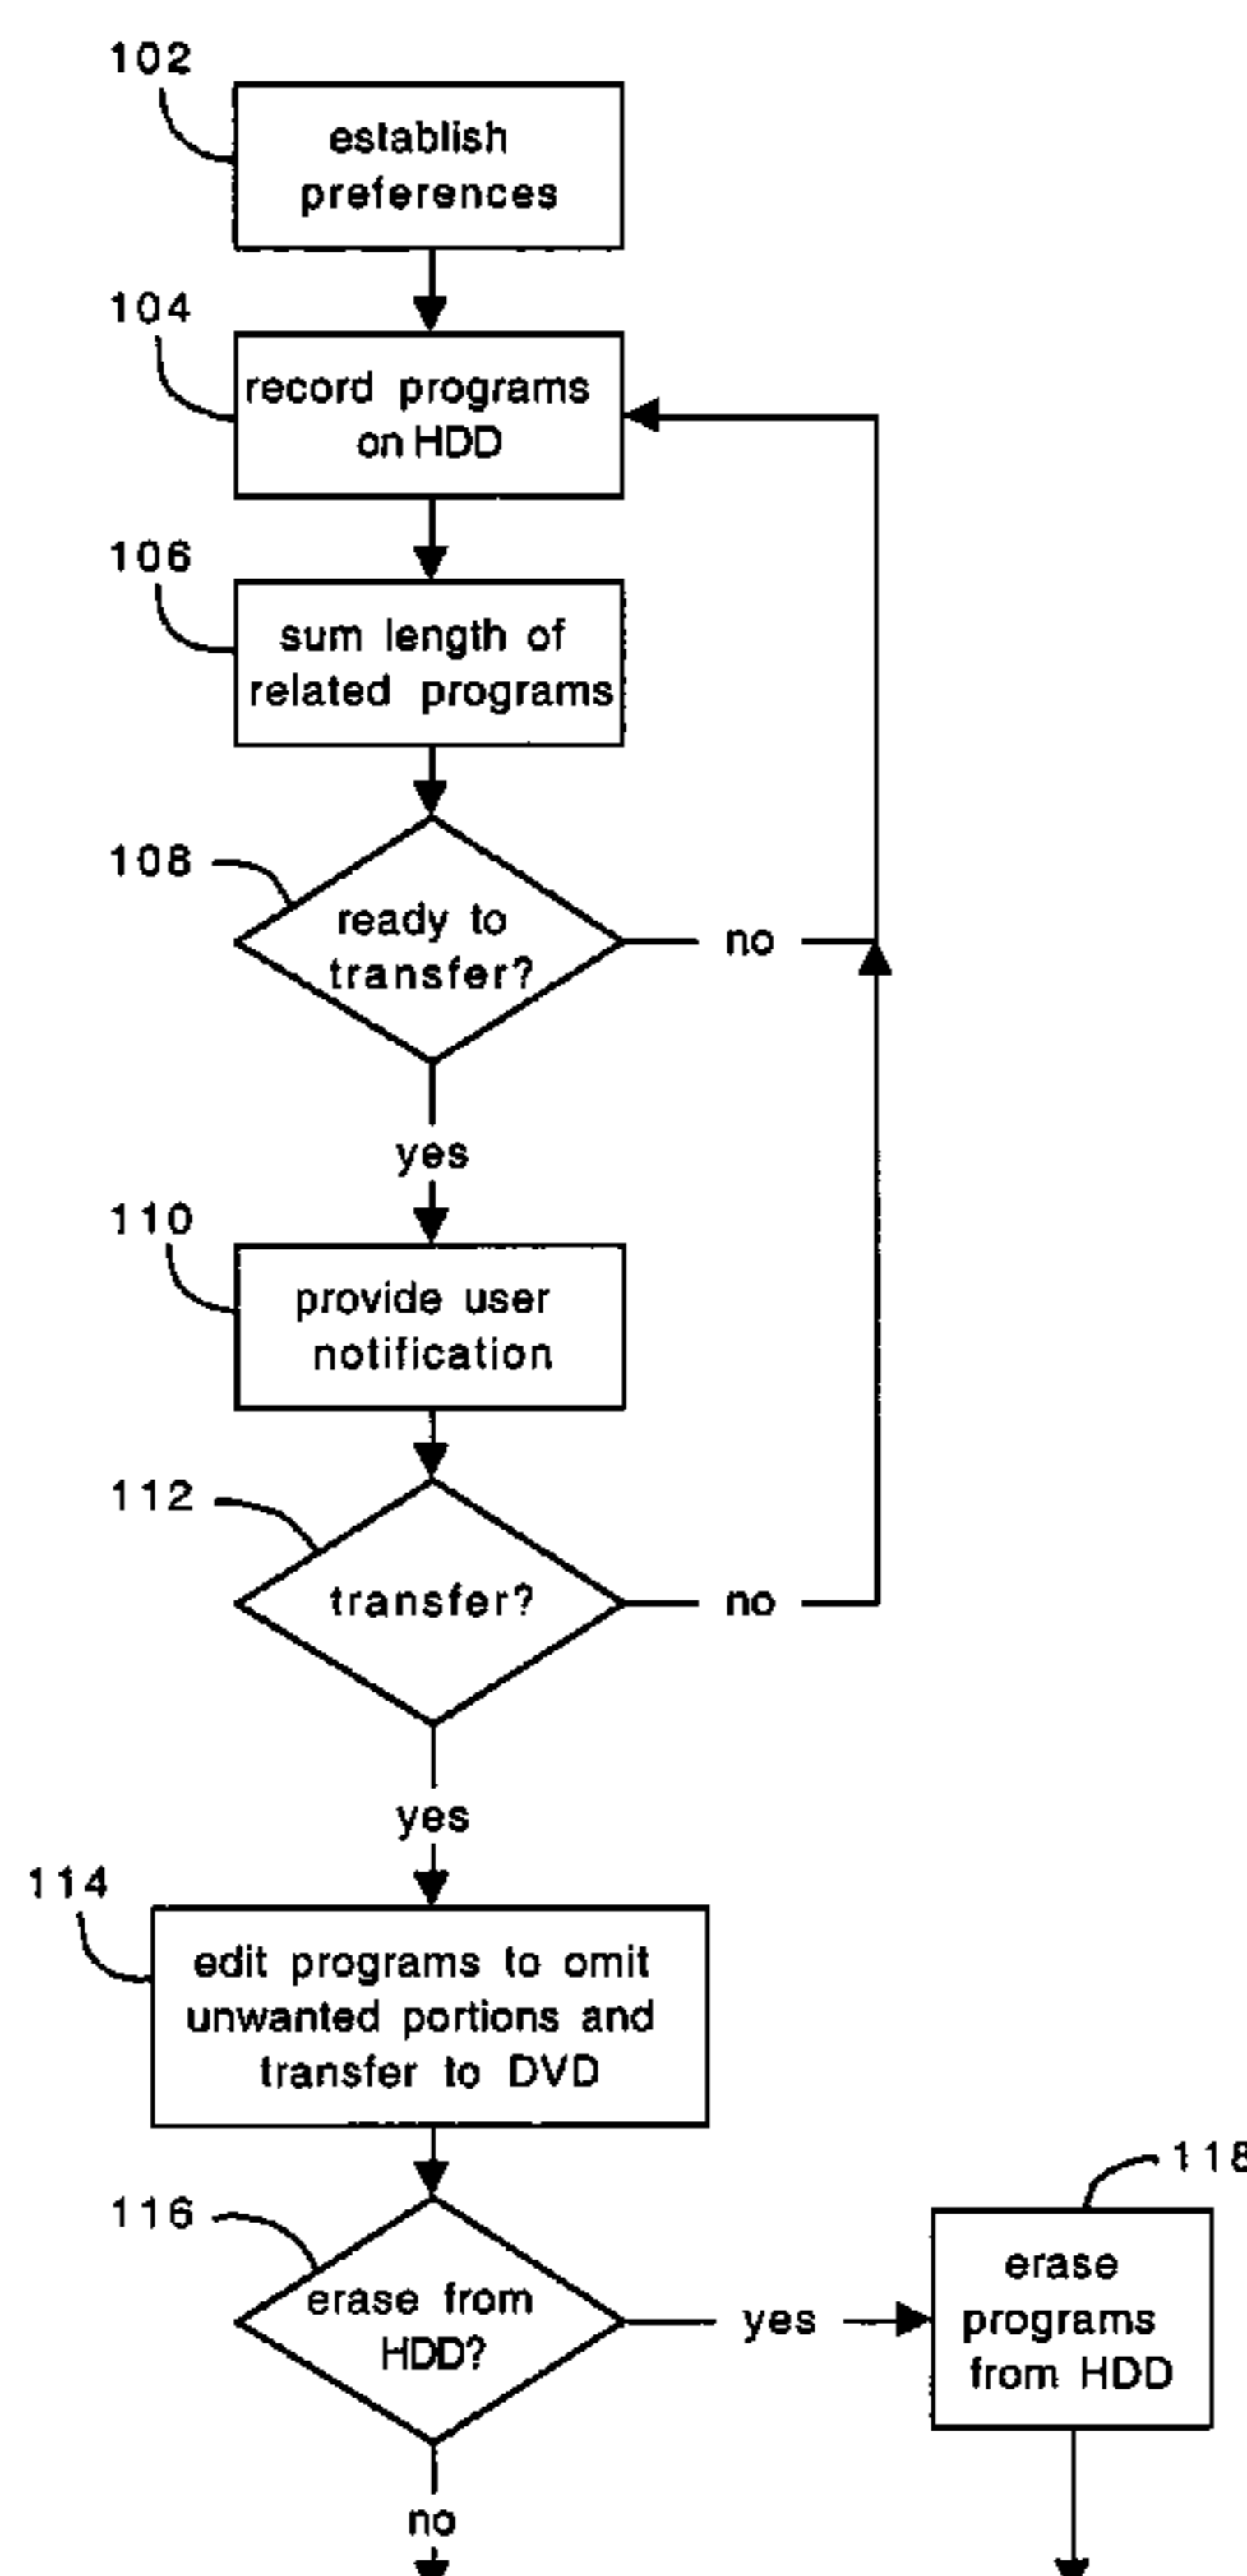 102
establish
preferences
104
record programs
on HDD
106
sum length of
related programs
108
ready to
transfer?
no
yes
110
provide user
notification
112
transfer?
no
yes
114
edit programs to omit
unwanted portions and
transfer to DVD
116
erase from
HDD?
yes
118
erase
programs
from HDD
no